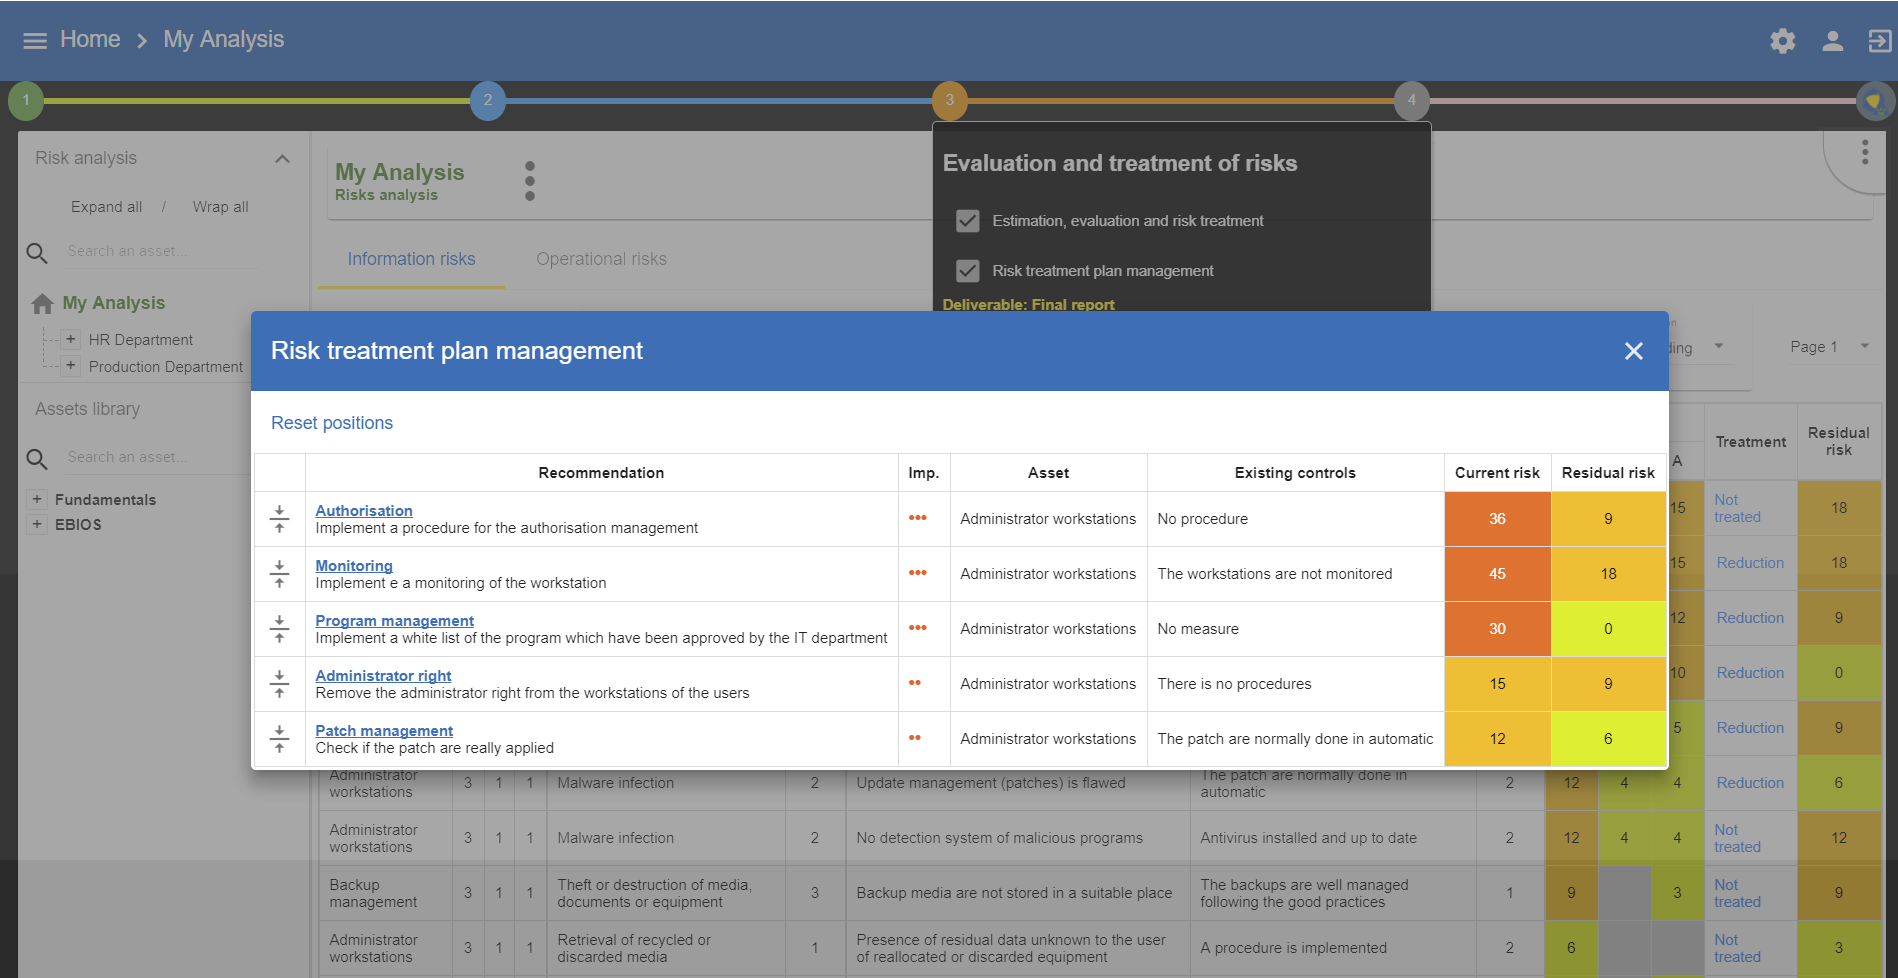 Home > My Analysis
1 2 3 4
Risk analysis
Expand all / Wrap all
Search an asset...
My Analysis
+ HR Department
+ Production Department
Assets library
Search an asset...
+ Fundamentals
+ EBIOS
My Analysis
Risks analysis
Information risks Operational risks
Evaluation and treatment of risks
Estimation, evaluation and risk treatment
Risk treatment plan management
Deliverable: Final report
Page 1
Risk treatment plan management
Reset positions
Recommendation Imp. Asset Existing controls Current risk Residual risk
Authorisation
Implement a procedure for the authorisation management ••• Administrator workstations No procedure 36 9
Monitoring
Implement e a monitoring of the workstation ••• Administrator workstations The workstations are not monitored 45 18
Program management
Implement a white list of the program which have been approved by the IT department ••• Administrator workstations No measure 30 0
Administrator right
Remove the administrator right from the workstations of the users •• Administrator workstations There is no procedures 15 9
Patch management
Check if the patch are really applied •• Administrator workstations The patch are normally done in automatic 12 6
A Treatment Residual
risk
15 Not
treated 18
15 Reduction 18
12 Reduction 9
10 Reduction 0
5 Reduction 9
Administrator
workstations 3 1 1 Malware infection 2 Update management (patches) is flawed The patch are normally done in
automatic 2 12 4 4 Reduction 6
Administrator
workstations 3 1 1 Malware infection 2 No detection system of malicious programs Antivirus installed and up to date 2 12 4 4 Not
treated 12
Backup
management 3 1 1 Theft or destruction of media,
documents or equipment 3 Backup media are not stored in a suitable place The backups are well managed
following the good practices 1 9 3 Not
treated 9
Administrator
workstations 3 1 1 Retrieval of recycled or
discarded media 1 Presence of residual data unknown to the user
of reallocated or discarded equipment A procedure is implemented 2 6 Not
treated 3